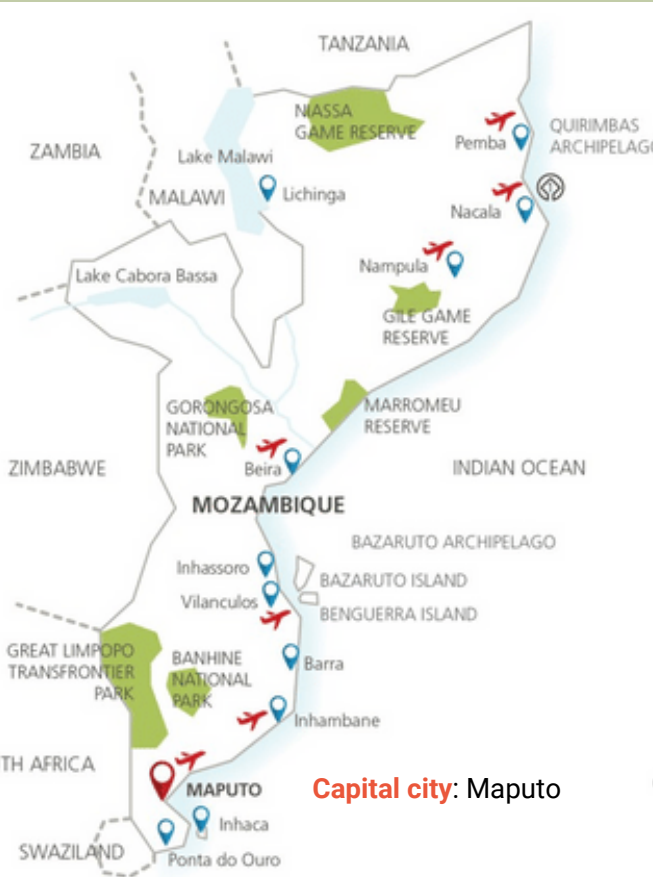 TANZANIA
NIASSA
GAME RESERVE
Pemba
QUIRIMBAS
ARCHIPELAG
ZAMBIA
Lake Malawi
MALAWI
Lichinga
Nacala
Nampula
Lake Cabora Bassa
GILE GAME
RESERVE
GORONGOSA
NATIONAL
PARK
MARROMEU
RESERVE
Beira
ZIMBABWE
INDIAN OCEAN
MOZAMBIQUE
BAZARUTO ARCHIPELAGO
Inhassoro
BAZARUTO ISLAND
Vilanculos
BENGUERRA ISLAND
GREAT LIMPOPO
TRANSFRONTIER
PARK
BANHINE
NATIONAL
PARK
Barra
Inhambane
TH AFRICA
MAPUTO
Capital city: Maputo
Inhaca
SWAZILAND
Ponta do Ouro